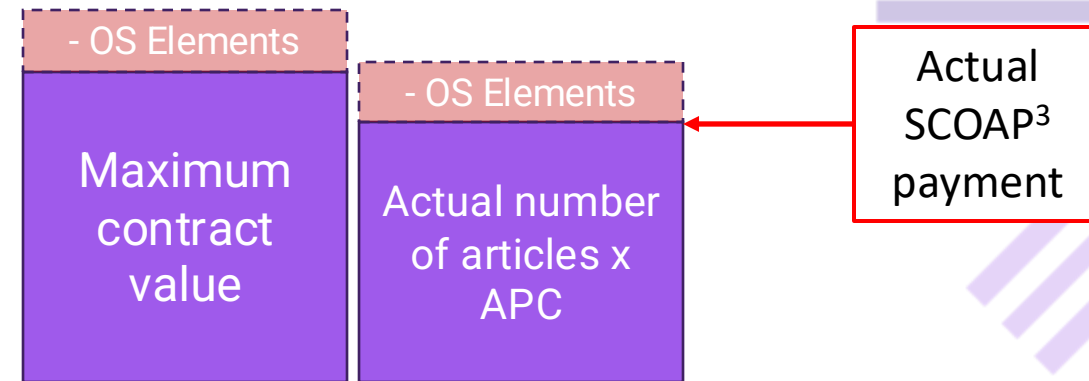 - OS Elements
Maximum
contract
value
- OS Elements
Actual number
of articles x
APC
Actual
SCOAP³
payment